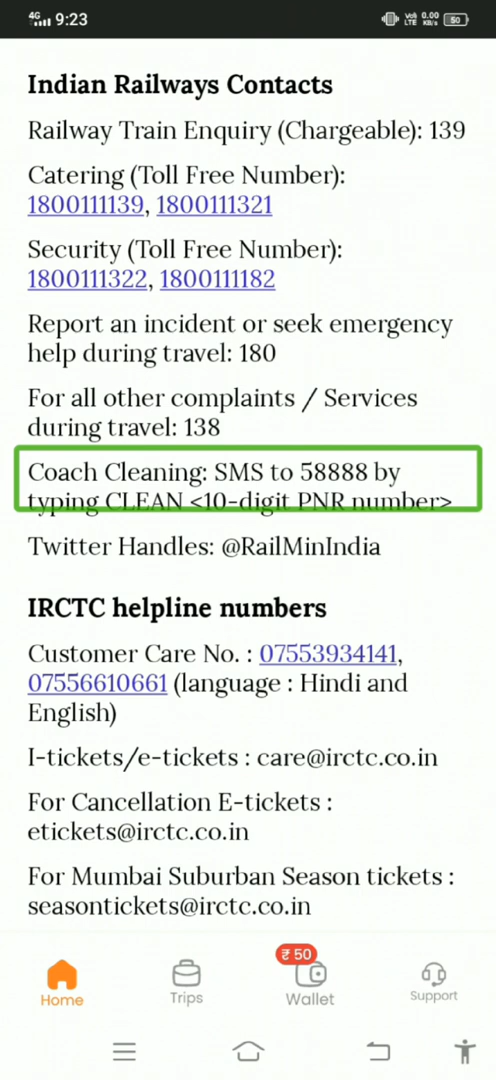 4G 9:23 Vo) LTE 0.00 KB/s 50
Indian Railways Contacts
Railway Train Enquiry (Chargeable): 139
Catering (Toll Free Number):
1800111139, 1800111321
Security (Toll Free Number):
1800111322, 1800111182
Report an incident or seek emergency
help during travel: 180
For all other complaints / Services
during travel: 138
Coach Cleaning: SMS to 58888 by
typing CLEAN <10-digit PNR number>
Twitter Handles: @RailMinIndia
IRCTC helpline numbers
Customer Care No. : 07553934141,
07556610661 (language : Hindi and
English)
I-tickets/e-tickets : care@irctc.co.in
For Cancellation E-tickets :
etickets@irctc.co.in
For Mumbai Suburban Season tickets :
seasontickets@irctc.co.in
₹ 50
Home Trips Wallet Support